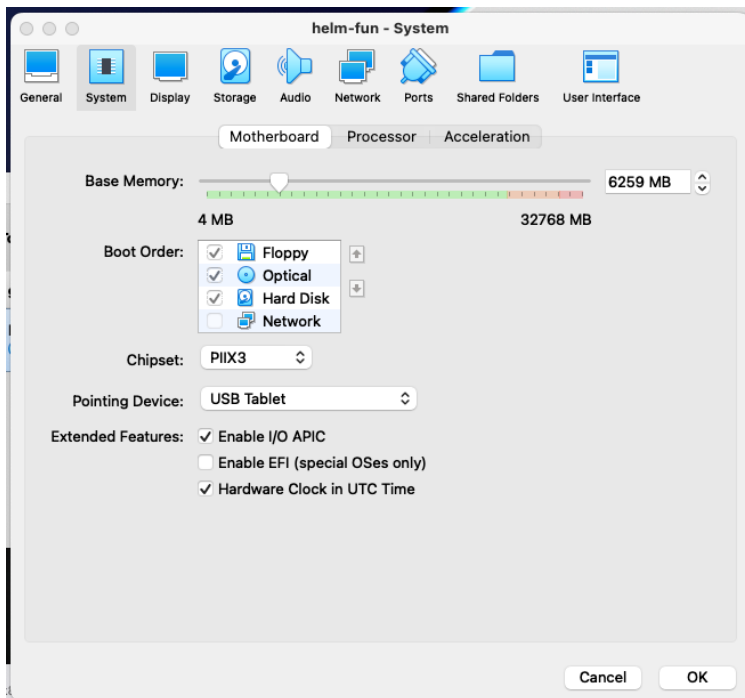 helm-fun - System
General System Display Storage Audio Network Ports Shared Folders User Interface
Motherboard Processor Acceleration
Base Memory: 6259 MB
4 MB 32768 MB
Boot Order: Floppy
Optical
Hard Disk
Network
Chipset: PIIX3
Pointing Device: USB Tablet
Extended Features: Enable I/O APIC
Enable EFI (special OSes only)
Hardware Clock in UTC Time
Cancel OK